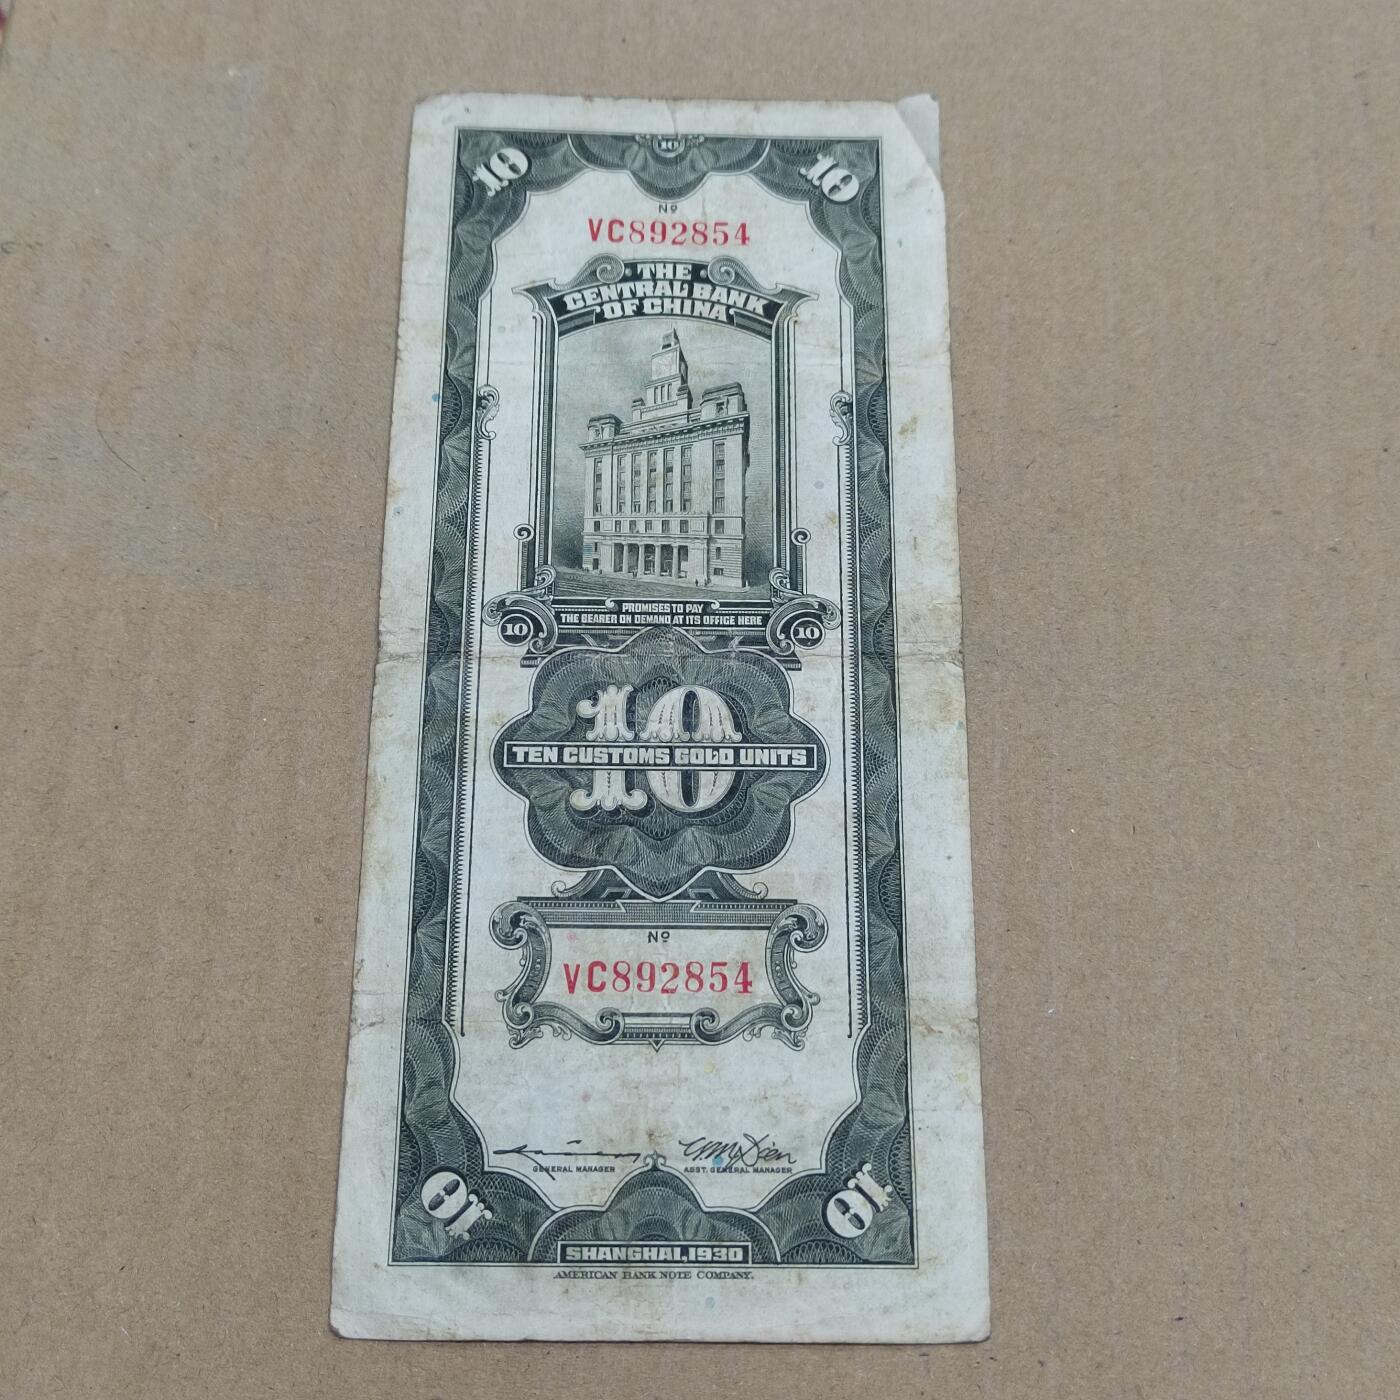 10
10
10
Nº
VC892854
THE
CENTRAL BANK
OF CHINA
PROMISES TO PAY
THE BEARER ON DEMAND AT ITS OFFICE HERE
10
10
10
TEN CUSTOMS GOLD UNITS
Nº
VC892854
GENERAL MANAGER
ASST. GENERAL MANAGER
10
10
SHANGHAI, 1930
AMERICAN BANK NOTE COMPANY.